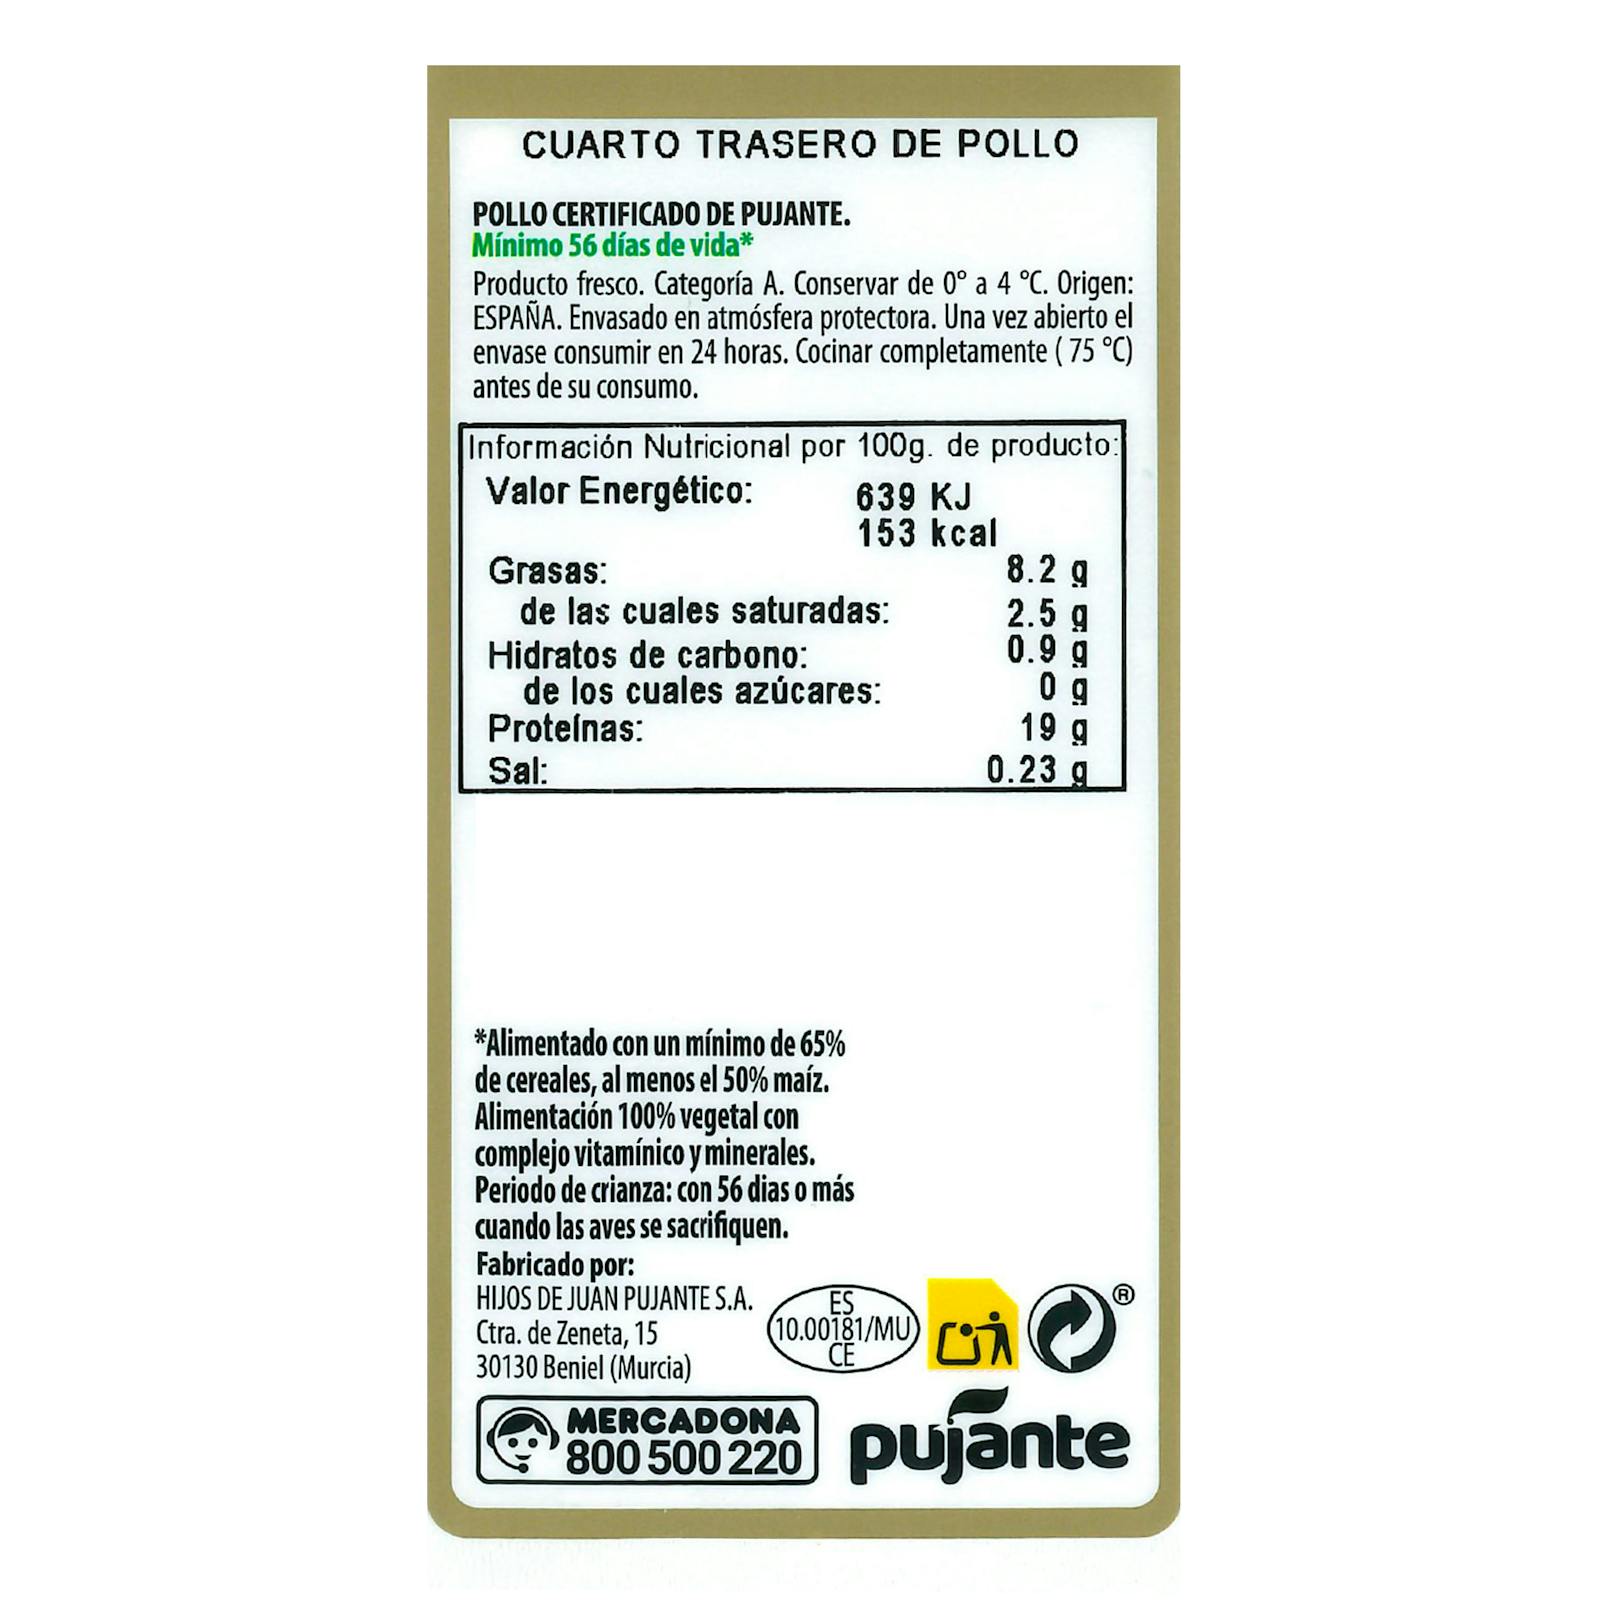 CUARTO TRASERO DE POLLO
POLLO CERTIFICADO DE PUJANTE.
Mínimo 56 días de vida*
Producto fresco. Categoría A. Conservar de 0° a 4 °C. Origen:
ESPAÑA. Envasado en atmósfera protectora. Una vez abierto el
envase consumir en 24 horas. Cocinar completamente ( 75 °C)
antes de su consumo.
Información Nutricional por 100g. de producto:
Valor Energético: 639 KJ
153 kcal
Grasas: 8.2 g
de las cuales saturadas: 2.5 g
Hidratos de carbono: 0.9 g
de los cuales azúcares: 0 g
Proteínas: 19 g
Sal: 0.23 g
*Alimentado con un mínimo de 65%
de cereales, al menos el 50% maíz.
Alimentación 100% vegetal con
complejo vitamínico y minerales.
Periodo de crianza: con 56 dias o más
cuando las aves se sacrifiquen.
Fabricado por:
HIJOS DE JUAN PUJANTE S.A.
Ctra. de Zeneta, 15
30130 Beniel (Murcia)
ES
10.00181/MU
CE
®
MERCADONA
800 500 220
pujante